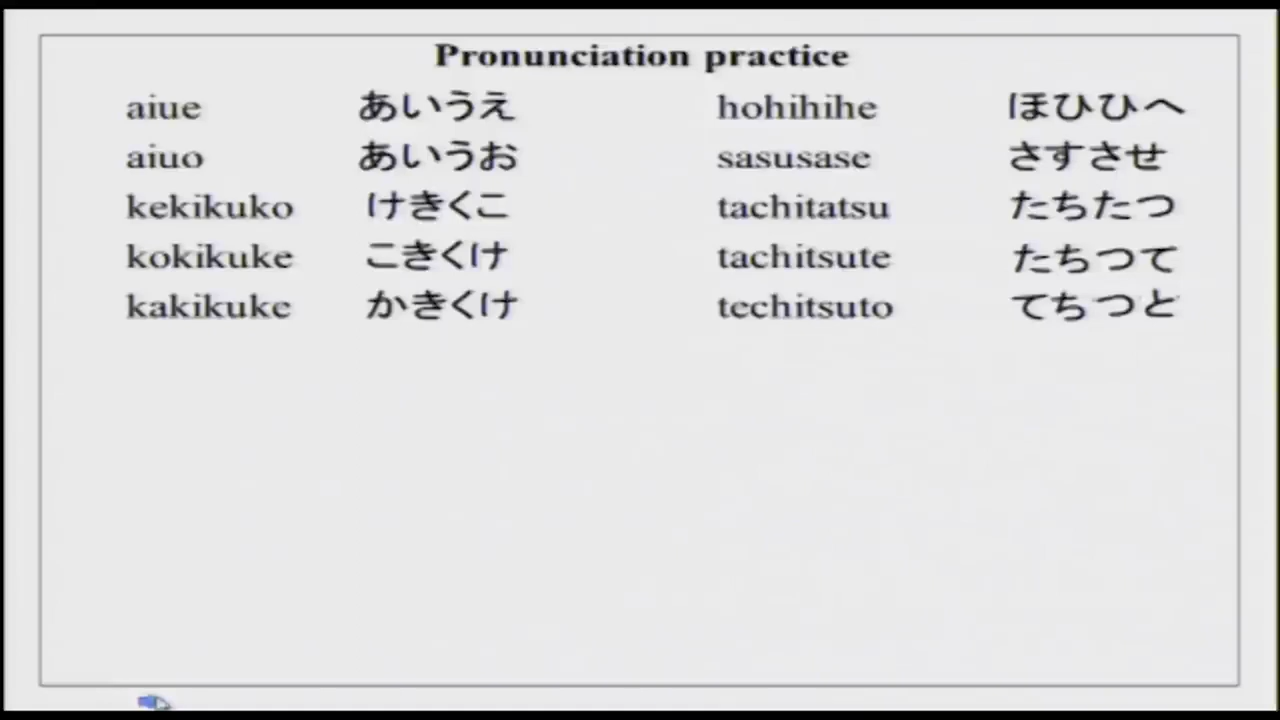 Pronunciation practice
aiue あいうえ hohihihe ほひひへ
aiuo あいうお sasusase さすさせ
kekikuko けきくこ tachitatsu たちたつ
kokikuke こきくけ tachitsute たちつて
kakikuke かきくけ techitsuto てちつと